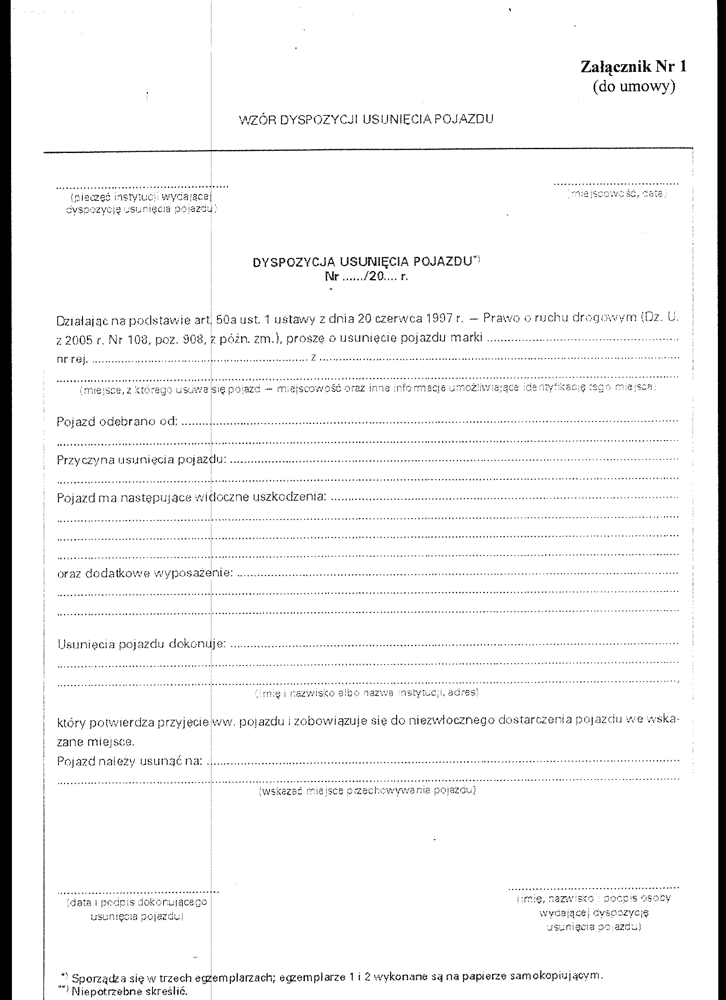 Załącznik Nr 1
(do umowy)
WZÓR DYSPOZYCJI USUNIĘCIA POJAZDU
(pieczęć instytucji wydającej
dyspozycję usunięcia pojazdu)
(miejscowość, data)
DYSPOZYCJA USUNIĘCIA POJAZDU*)
Nr ....../20.... r.
Działając na podstawie art. 50a ust. 1 ustawy z dnia 20 czerwca 1997 r. — Prawo o ruchu drogowym (Dz. U.
z 2005 r. Nr 108, poz. 908, z późn. zm.), proszę o usunięcie pojazdu marki ........................................,
nr rej. ........................................ z ........................................
(miejsce, z którego usuwa się pojazd — miejscowość oraz inne informacje umożliwiające identyfikację tego miejsca)
Pojazd odebrano od: ........................................
Przyczyna usunięcia pojazdu: ........................................
Pojazd ma następujące widoczne uszkodzenia: ........................................
oraz dodatkowe wyposażenie: ........................................
Usunięcia pojazdu dokonuje: ........................................
........................................,
(imię i nazwisko albo nazwa instytucji, adres)
który potwierdza przyjęcie ww. pojazdu i zobowiązuje się do niezwłocznego dostarczenia pojazdu we wska-
zane miejsce.
Pojazd należy usunąć na: ........................................
(wskazać miejsce przechowywania pojazdu)
(data i podpis dokonującego
usunięcia pojazdu)
(imię, nazwisko i podpis osoby
wydającej dyspozycję
usunięcia pojazdu)
*) Sporządza się w trzech egzemplarzach; egzemplarze 1 i 2 wykonane są na papierze samokopiującym.
**) Niepotrzebne skreślić.